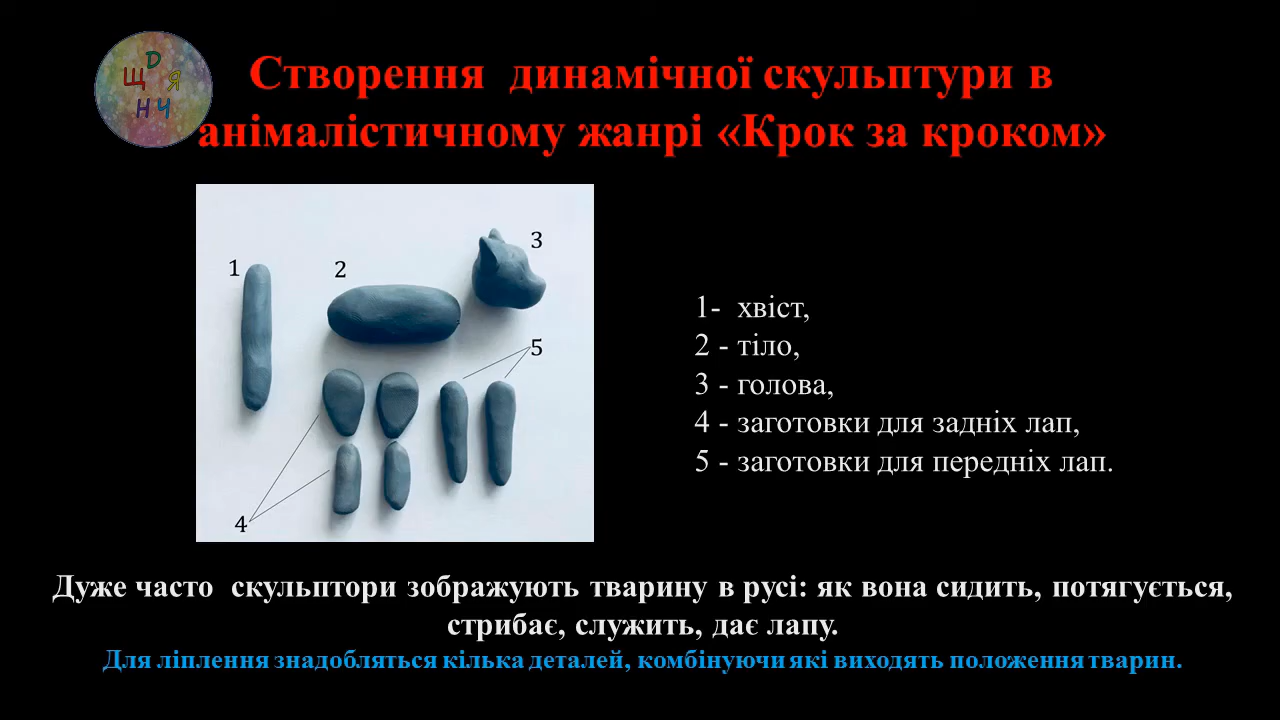 Щ Д Я
Н Ч
Створення динамічної скульптури в
анімалістичному жанрі «Крок за кроком»
1
2
3
5
4
1- хвіст,
2 - тіло,
3 - голова,
4 - заготовки для задніх лап,
5 - заготовки для передніх лап.
Дуже часто скульптори зображують тварину в русі: як вона сидить, потягується,
стрибає, служить, дає лапу.
Для ліплення знадобляться кілька деталей, комбінуючи які виходять положення тварин.